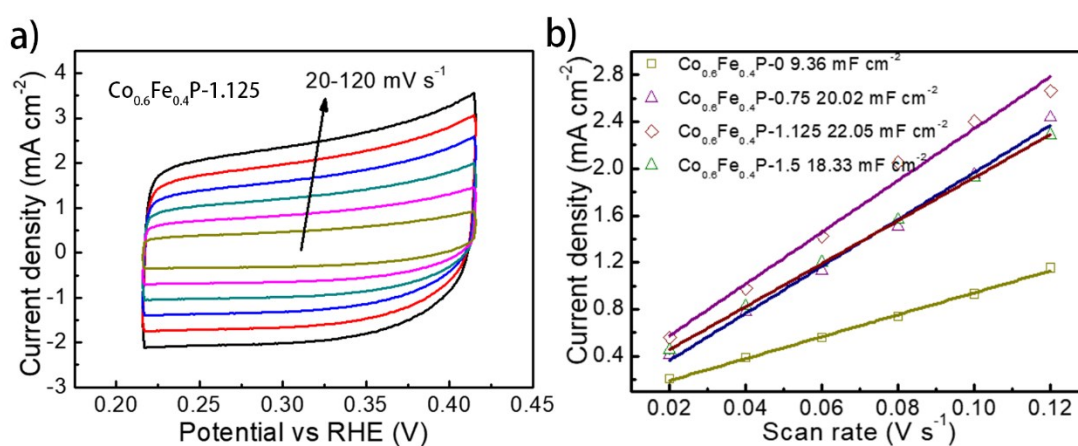 a)
Co0.6Fe0.4P-1.125
20-120 mV s-1
4
3
2
1
0
-1
-2
-3
Current density (mA cm-2)
0.20 0.25 0.30 0.35 0.40 0.45
Potential vs RHE (V)
b)
Co0.6Fe0.4P-0 9.36 mF cm-2
Co0.6Fe0.4P-0.75 20.02 mF cm-2
Co0.6Fe0.4P-1.125 22.05 mF cm-2
Co0.6Fe0.4P-1.5 18.33 mF cm-2
2.8
2.4
2.0
1.6
1.2
0.8
0.4
Current density (mA cm-2)
0.02 0.04 0.06 0.08 0.10 0.12
Scan rate (V s-1)